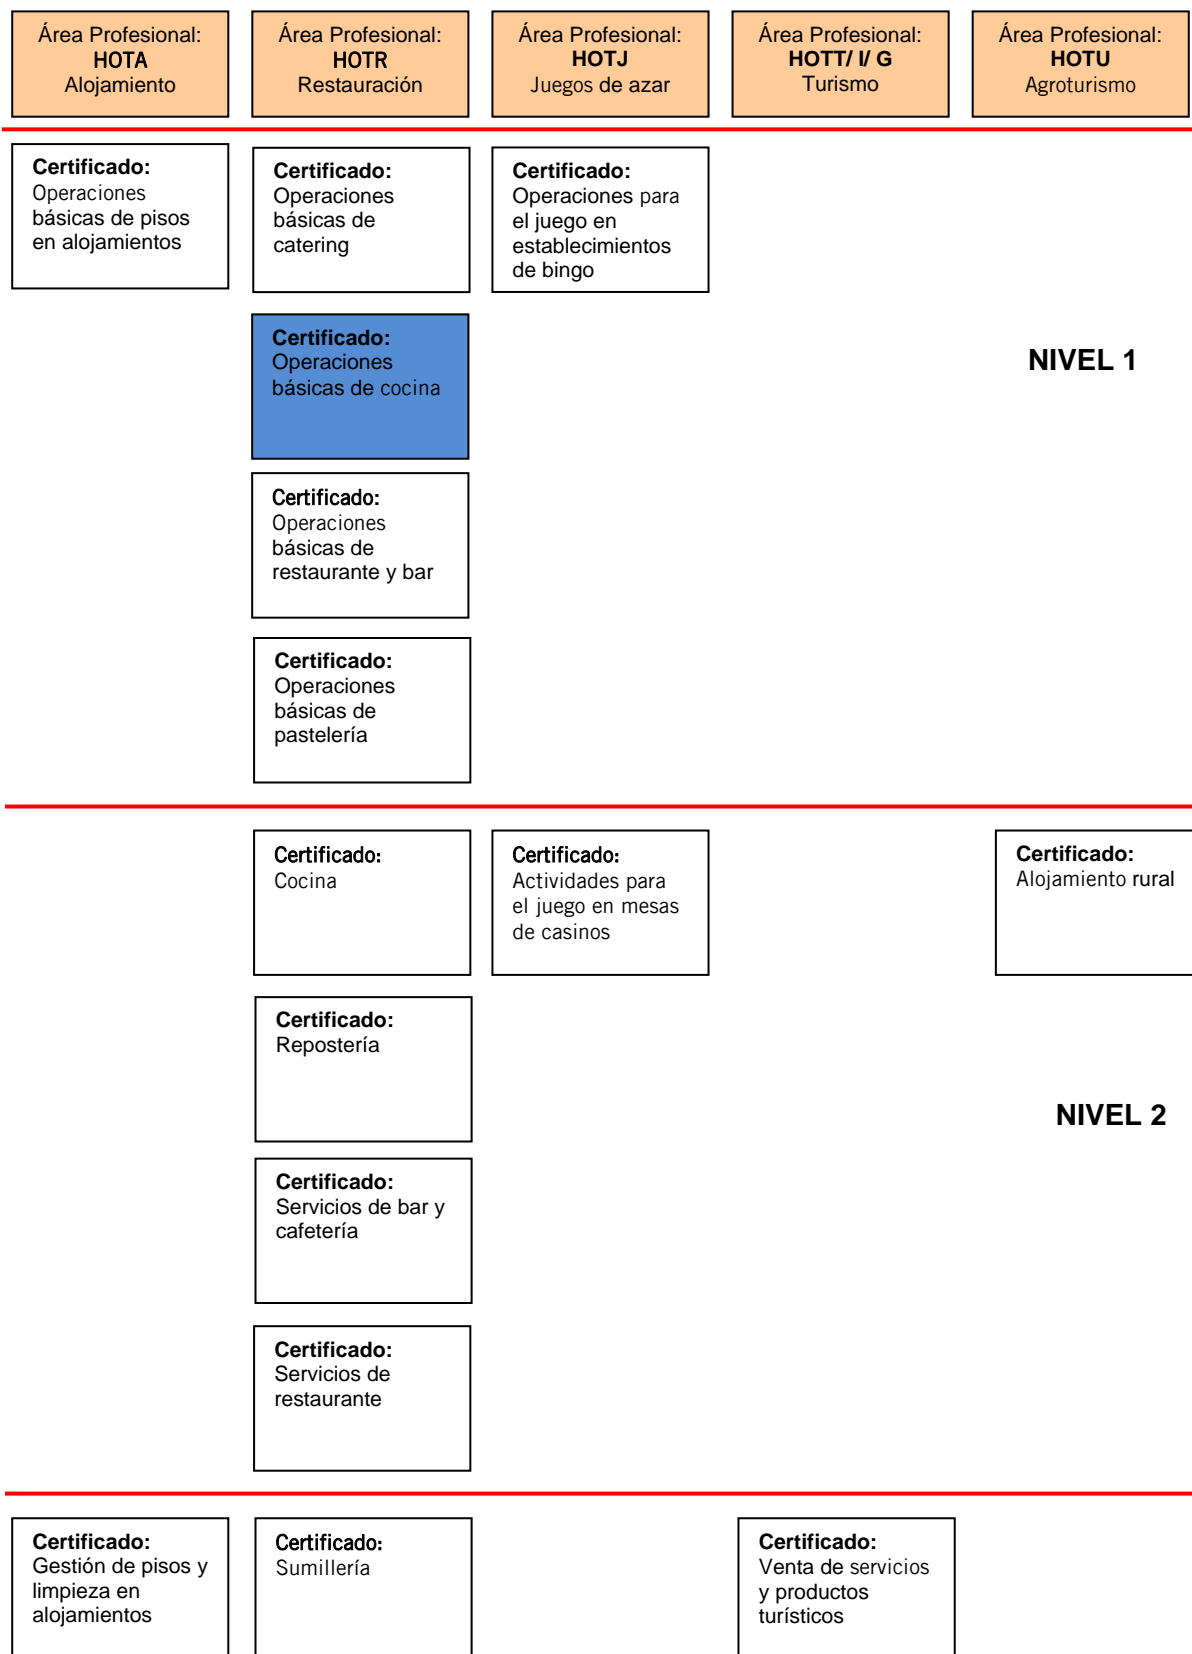 Área Profesional:
HOTA
Alojamiento
Área Profesional:
HOTR
Restauración
Área Profesional:
HOTJ
Juegos de azar
Área Profesional:
HOTT/ I/ G
Turismo
Área Profesional:
HOTU
Agroturismo
Certificado:
Operaciones
básicas de pisos
en alojamientos
Certificado:
Operaciones
básicas de
catering
Certificado:
Operaciones para
el juego en
establecimientos
de bingo
Certificado:
Operaciones
básicas de cocina
NIVEL 1
Certificado:
Operaciones
básicas de
restaurante y bar
Certificado:
Operaciones
básicas de
pastelería
Certificado:
Cocina
Certificado:
Actividades para
el juego en mesas
de casinos
Certificado:
Alojamiento rural
Certificado:
Repostería
NIVEL 2
Certificado:
Servicios de bar y
cafetería
Certificado:
Servicios de
restaurante
Certificado:
Gestión de pisos y
limpieza en
alojamientos
Certificado:
Sumillería
Certificado:
Venta de servicios
y productos
turísticos